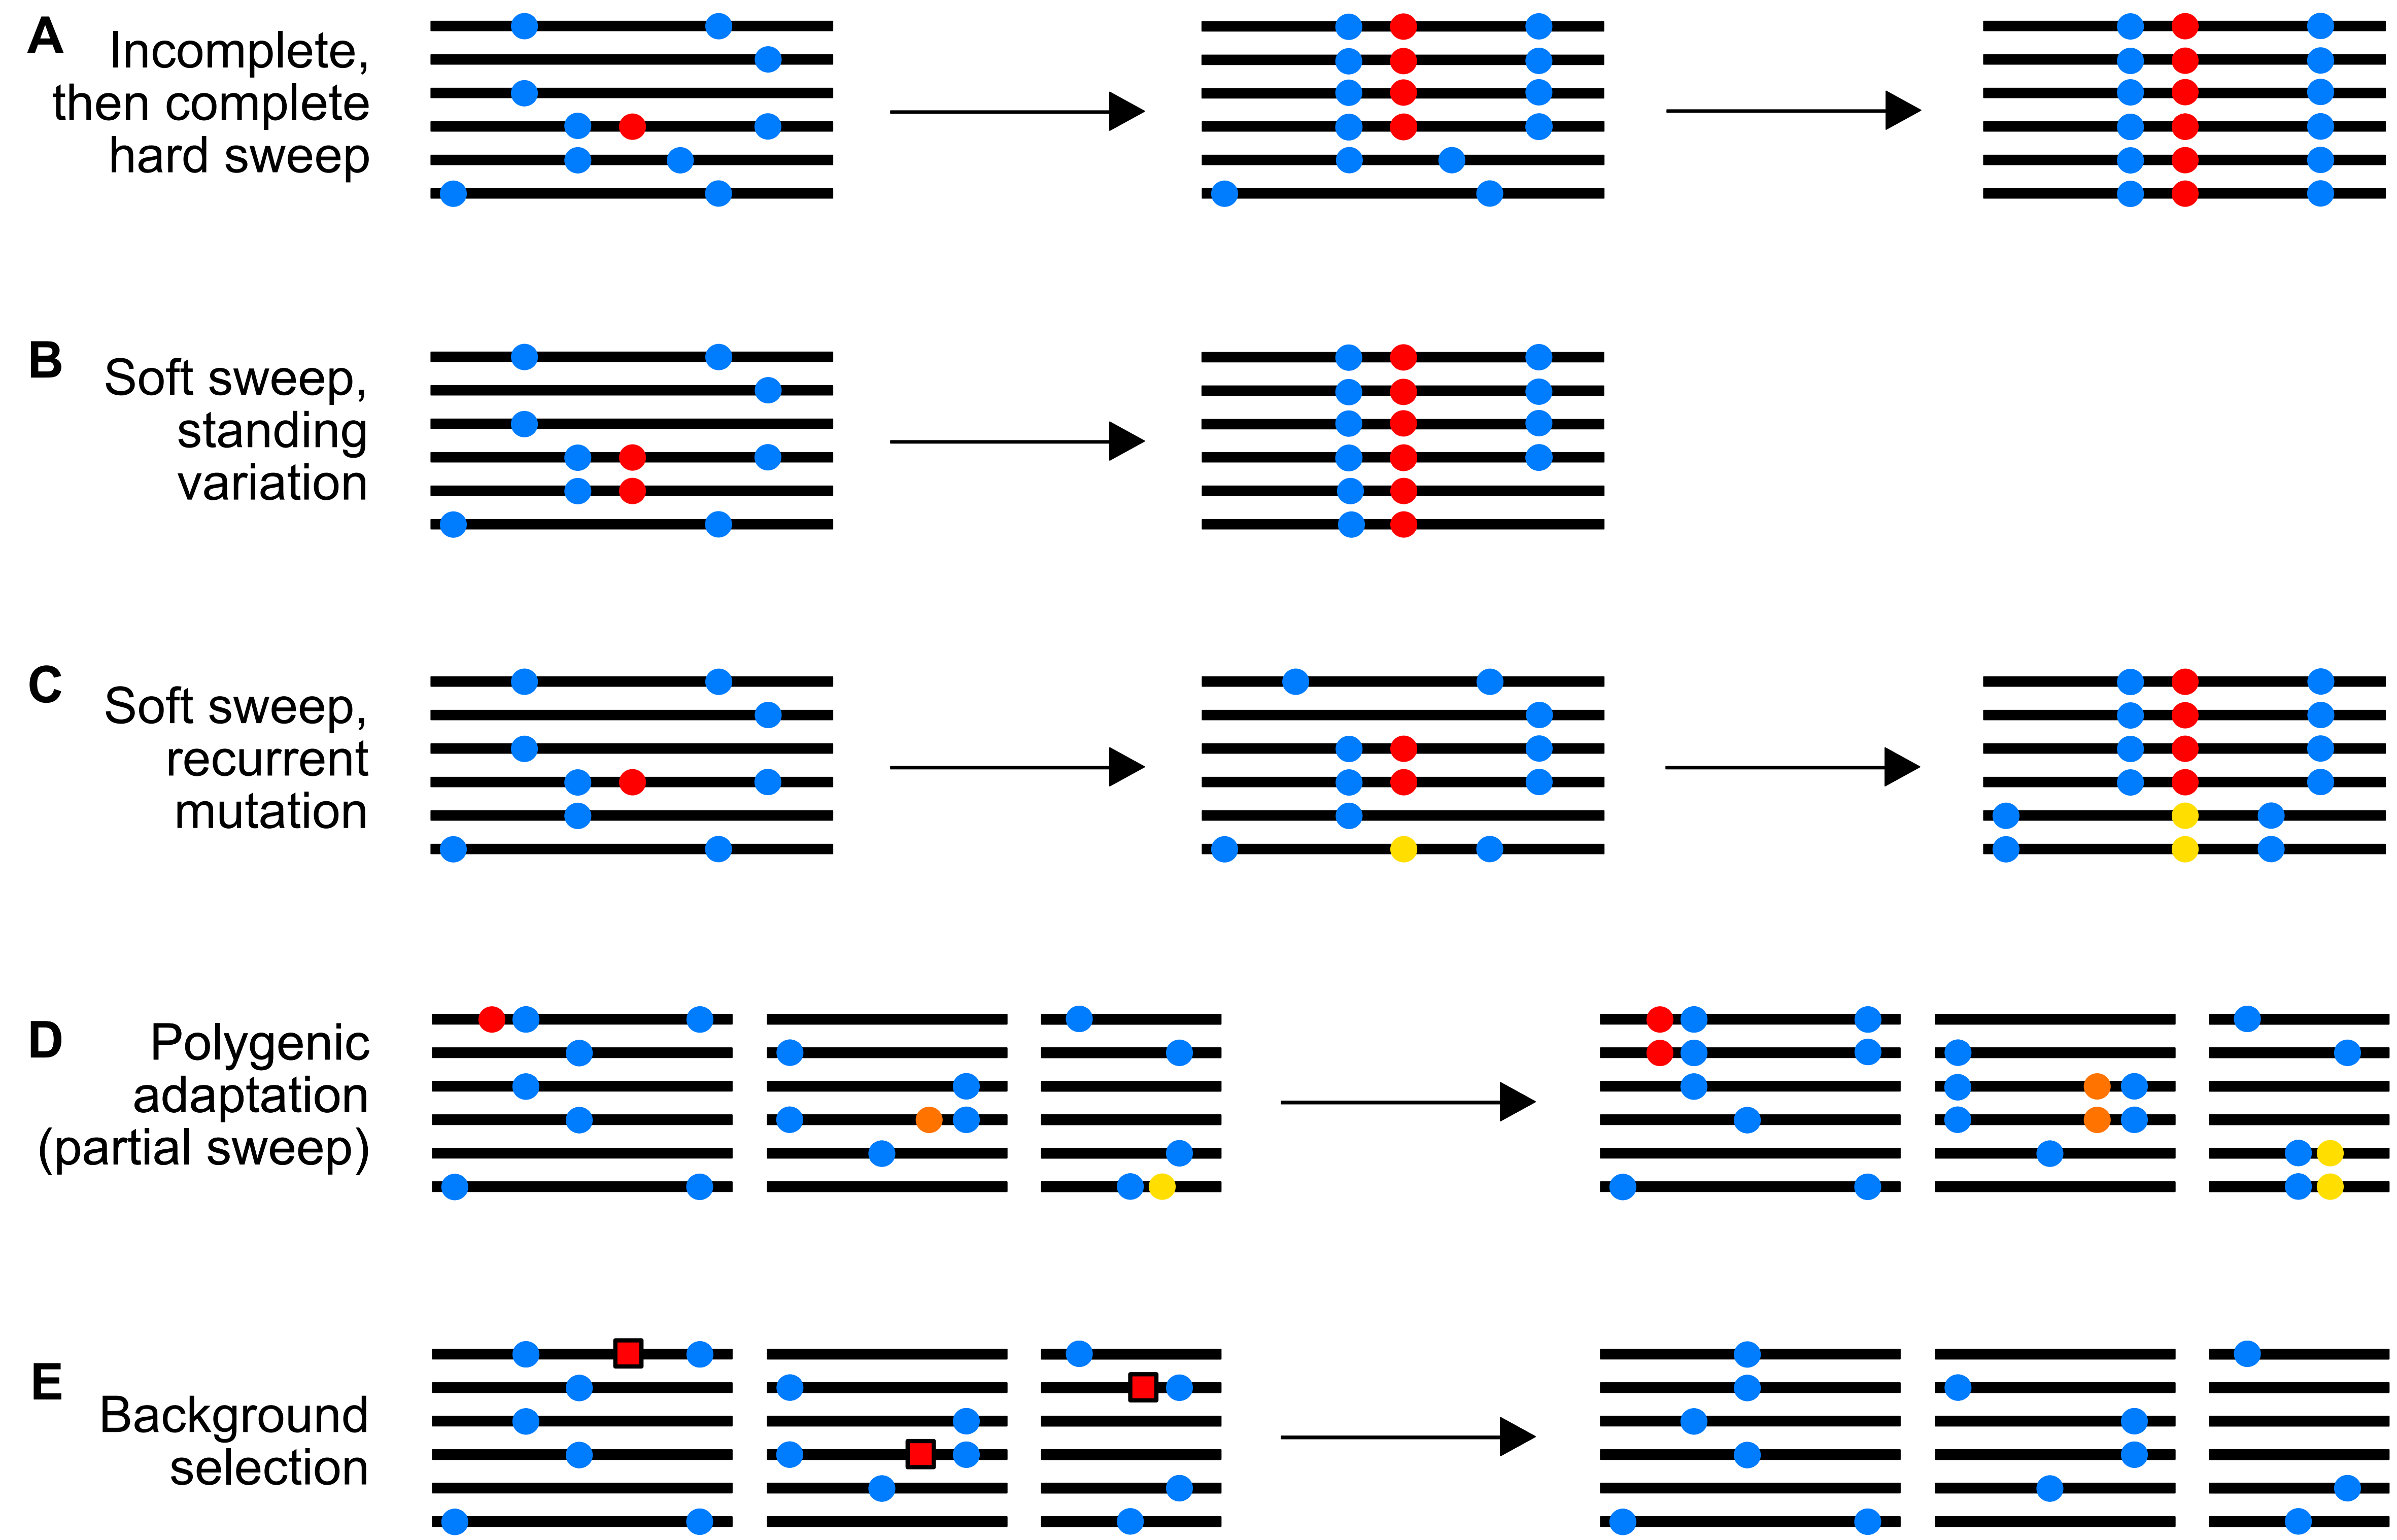 A Incomplete,
then complete
hard sweep
B Soft sweep,
standing
variation
C Soft sweep,
recurrent
mutation
D Polygenic
adaptation
(partial sweep)
E Background
selection